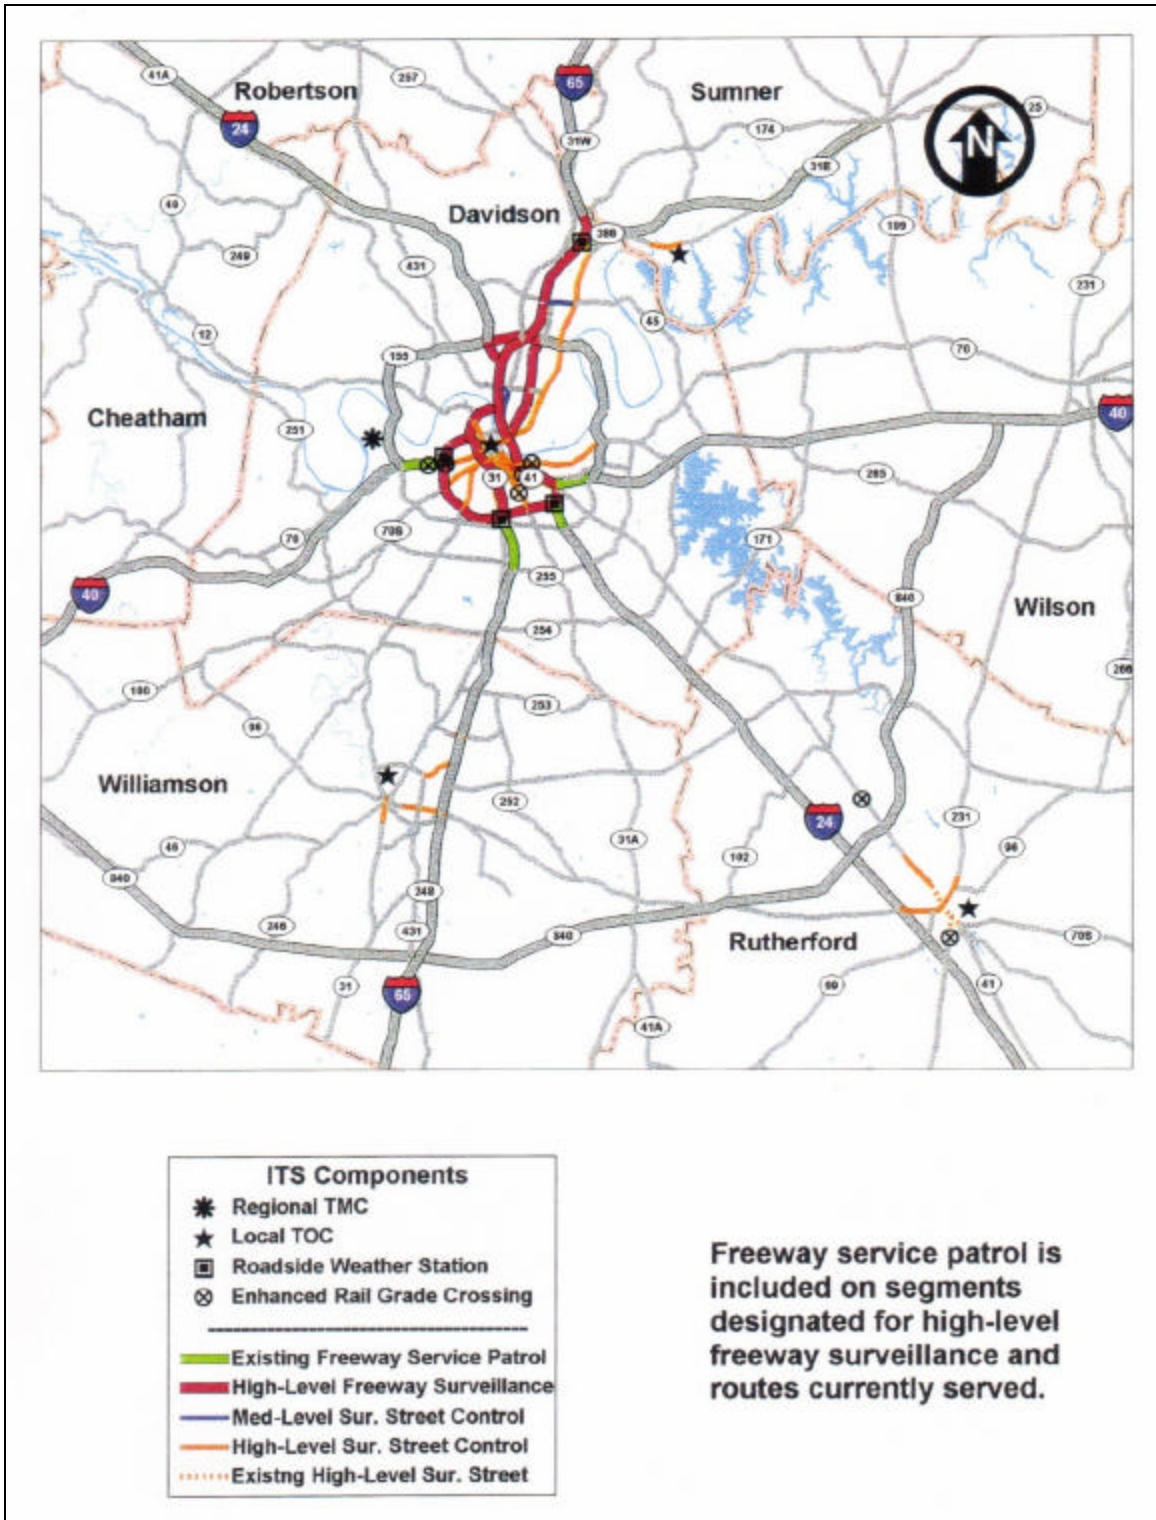 41A
Robertson
257
65
Sumner
25
24
174
N
31W
31E
49
Davidson
386
109
249
431
231
45
12
155
70
Cheatham
40
251
31
41
265
70
70S
171
255
40
840
Wilson
254
266
100
253
96
Williamson
252
24
231
46
31A
102
96
840
248
246
431
840
Rutherford
70S
31
65
99
41
41A
ITS Components
Regional TMC
Local TOC
Roadside Weather Station
Enhanced Rail Grade Crossing
Existing Freeway Service Patrol
High-Level Freeway Surveillance
Med-Level Sur. Street Control
High-Level Sur. Street Control
Existng High-Level Sur. Street
Freeway service patrol is
included on segments
designated for high-level
freeway surveillance and
routes currently served.